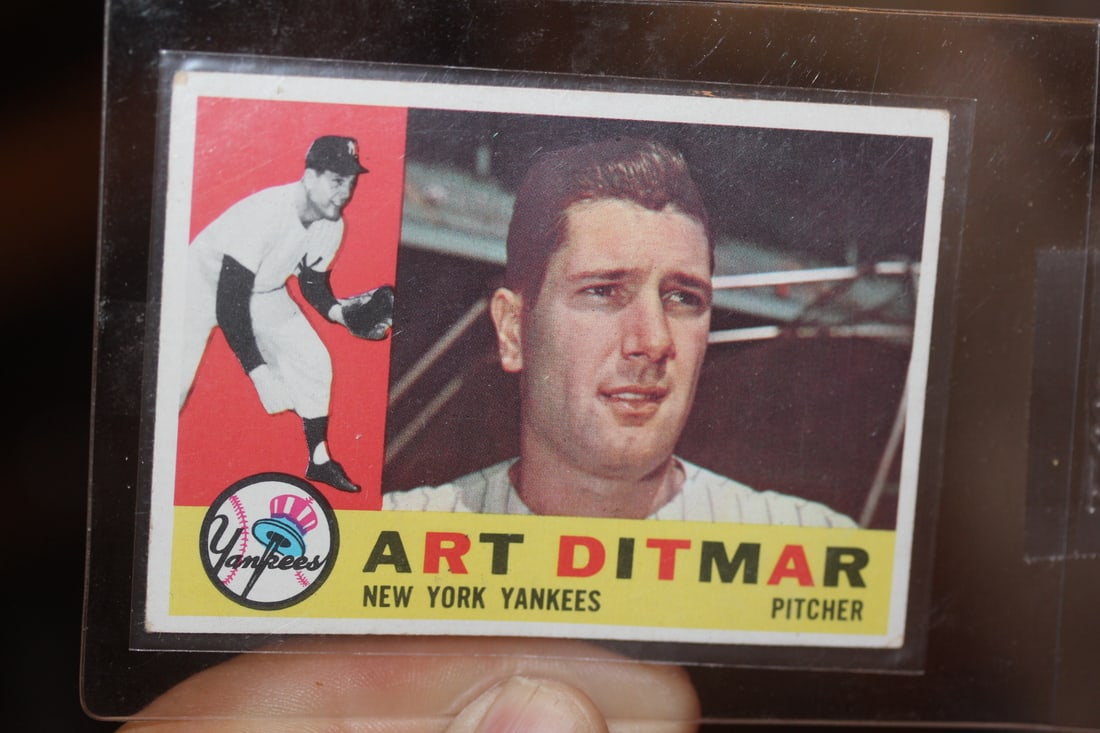 Yankees
ART DITMAR
NEW YORK YANKEES
PITCHER